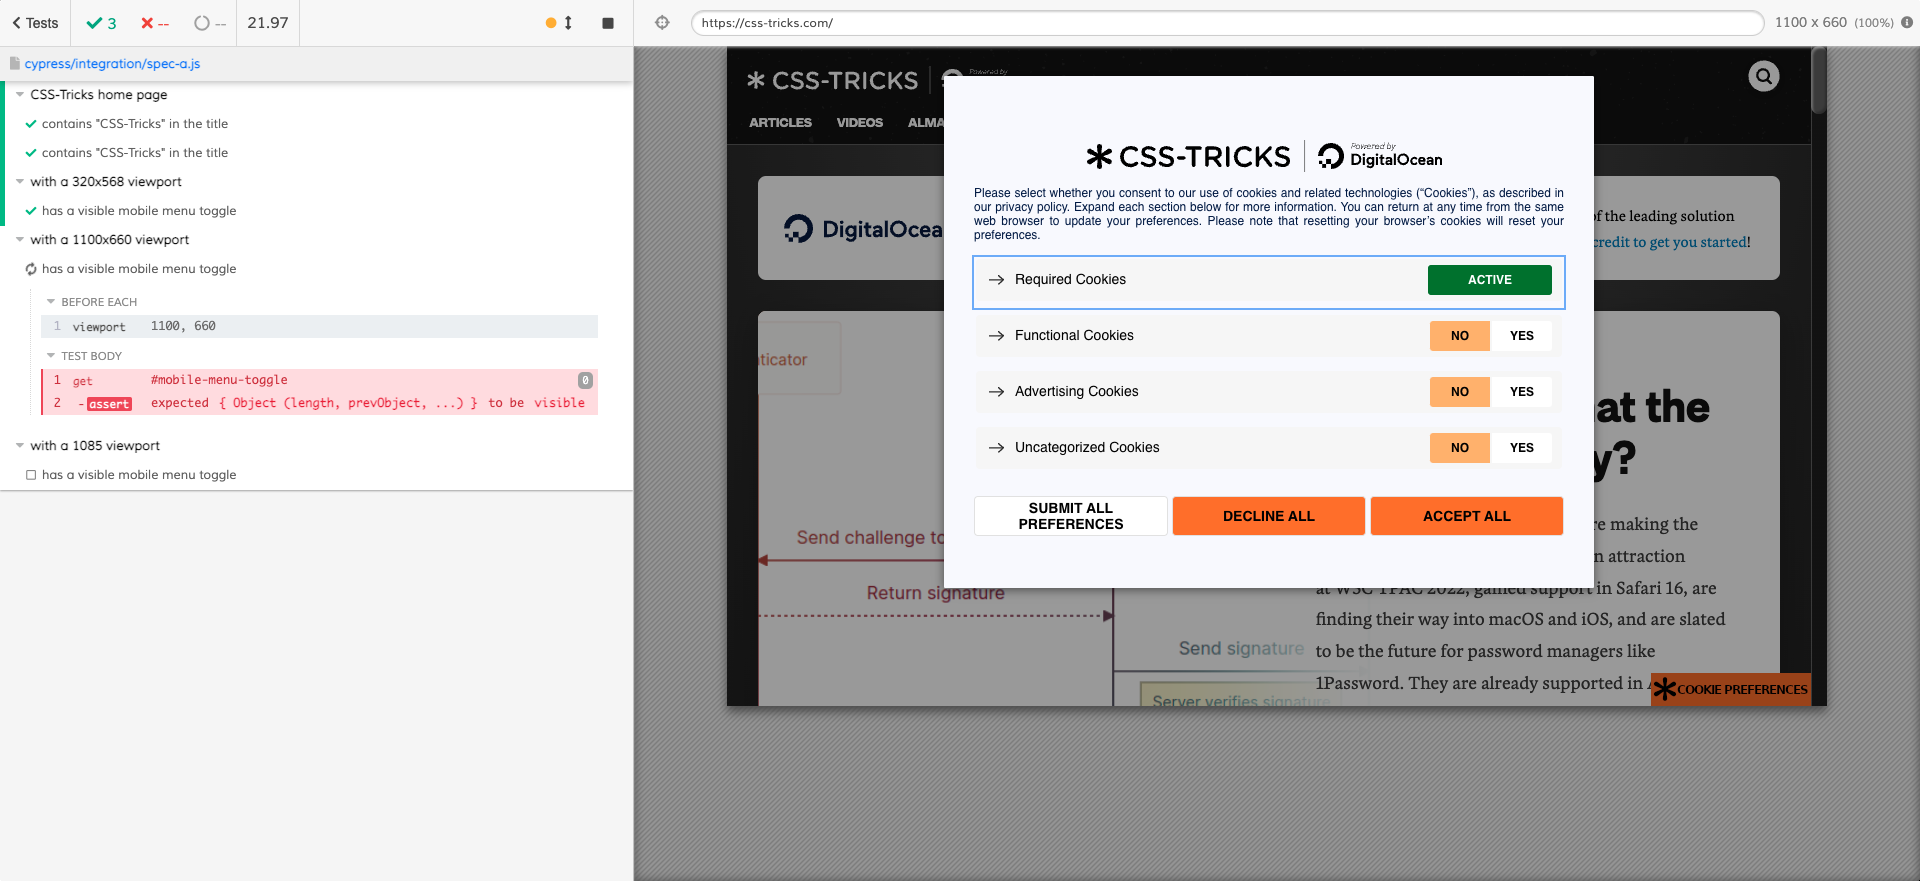 Tests
3
--
--
21.97
https://css-tricks.com/
1100 x 660 (100%)
cypress/integration/spec-a.js
CSS-Tricks home page
contains "CSS-Tricks" in the title
contains "CSS-Tricks" in the title
with a 320x568 viewport
has a visible mobile menu toggle
with a 1100x660 viewport
has a visible mobile menu toggle
BEFORE EACH
1 viewport 1100, 660
TEST BODY
1 get #mobile-menu-toggle 0
2 -assert expected { Object (length, prevObject, ...) } to be visible
with a 1085 viewport
has a visible mobile menu toggle
CSS-TRICKS
Powered by
ARTICLES VIDEOS ALMA
DigitalOcea
of the leading solution
credit to get you started!
CSS-TRICKS
Powered by
DigitalOcean
Please select whether you consent to our use of cookies and related technologies (“Cookies”), as described in
our privacy policy. Expand each section below for more information. You can return at any time from the same
web browser to update your preferences. Please note that resetting your browser’s cookies will reset your
preferences.
Required Cookies ACTIVE
Functional Cookies NO YES
Advertising Cookies NO YES
Uncategorized Cookies NO YES
SUBMIT ALL
PREFERENCES
DECLINE ALL
ACCEPT ALL
nticator
at the
y?
Send challenge to
Return signature
Send signature
Server verifies signature
re making the
n attraction
at W3C TPAC 2022, gained support in Safari 16, are
finding their way into macOS and iOS, and are slated
to be the future for password managers like
1Password. They are already supported in
COOKIE PREFERENCES